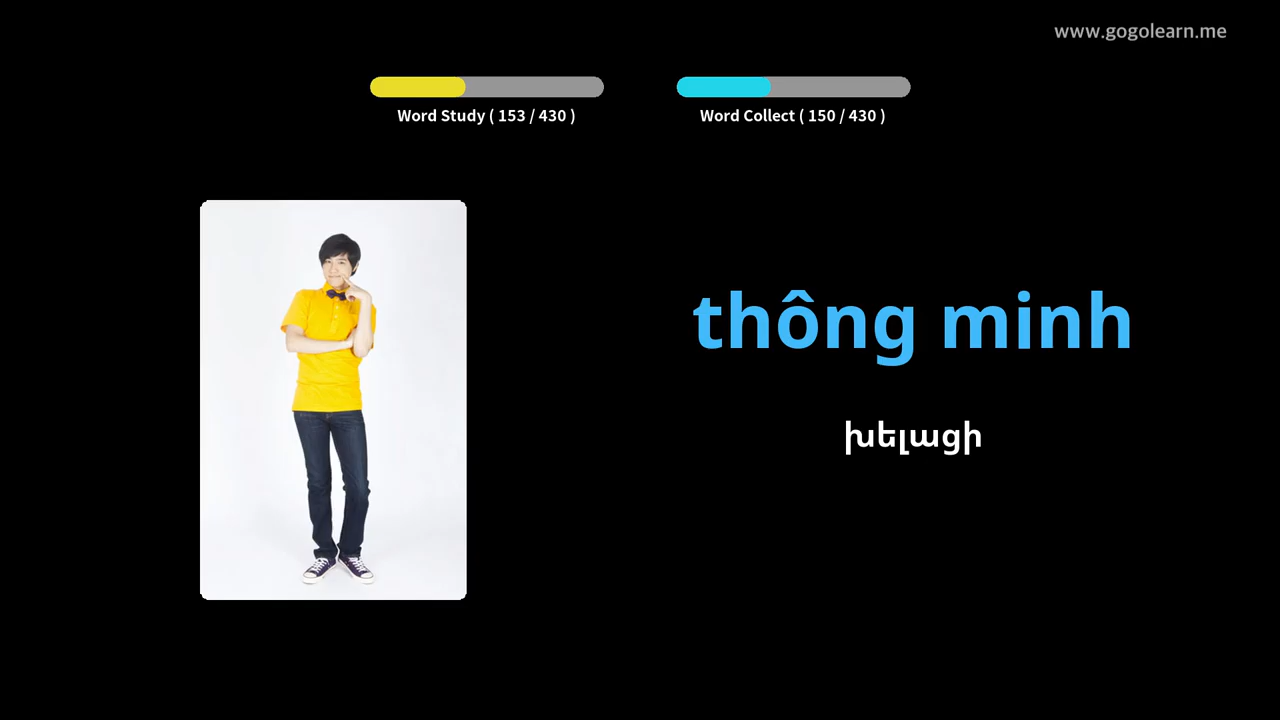 www.gogolearn.me
Word Study ( 153 / 430 )
Word Collect ( 150 / 430 )
thông minh
խելացի